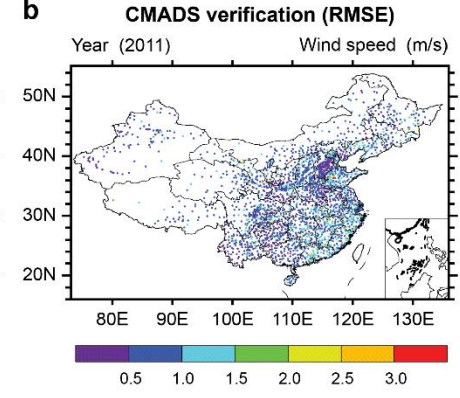 b
CMADS verification (RMSE)
Year (2011) Wind speed (m/s)
50N
40N
30N
20N
80E 90E 100E 110E 120E 130E
0.5 1.0 1.5 2.0 2.5 3.0